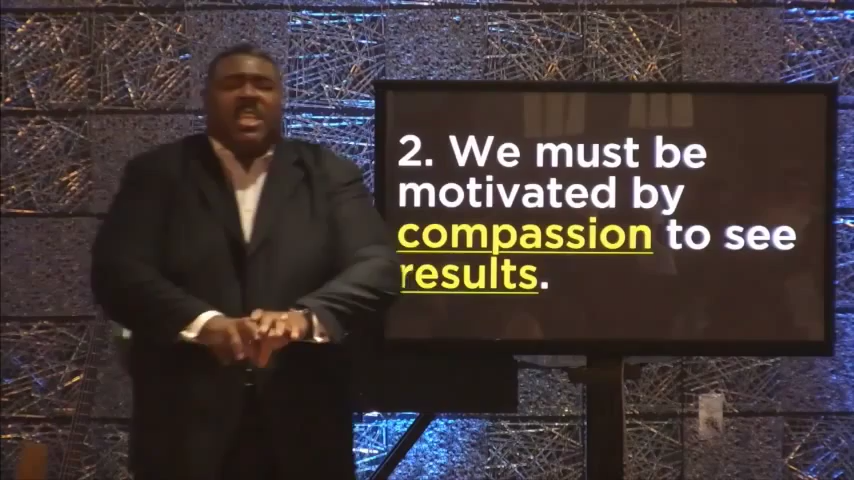 2. We must be
motivated by
compassion to see
results.